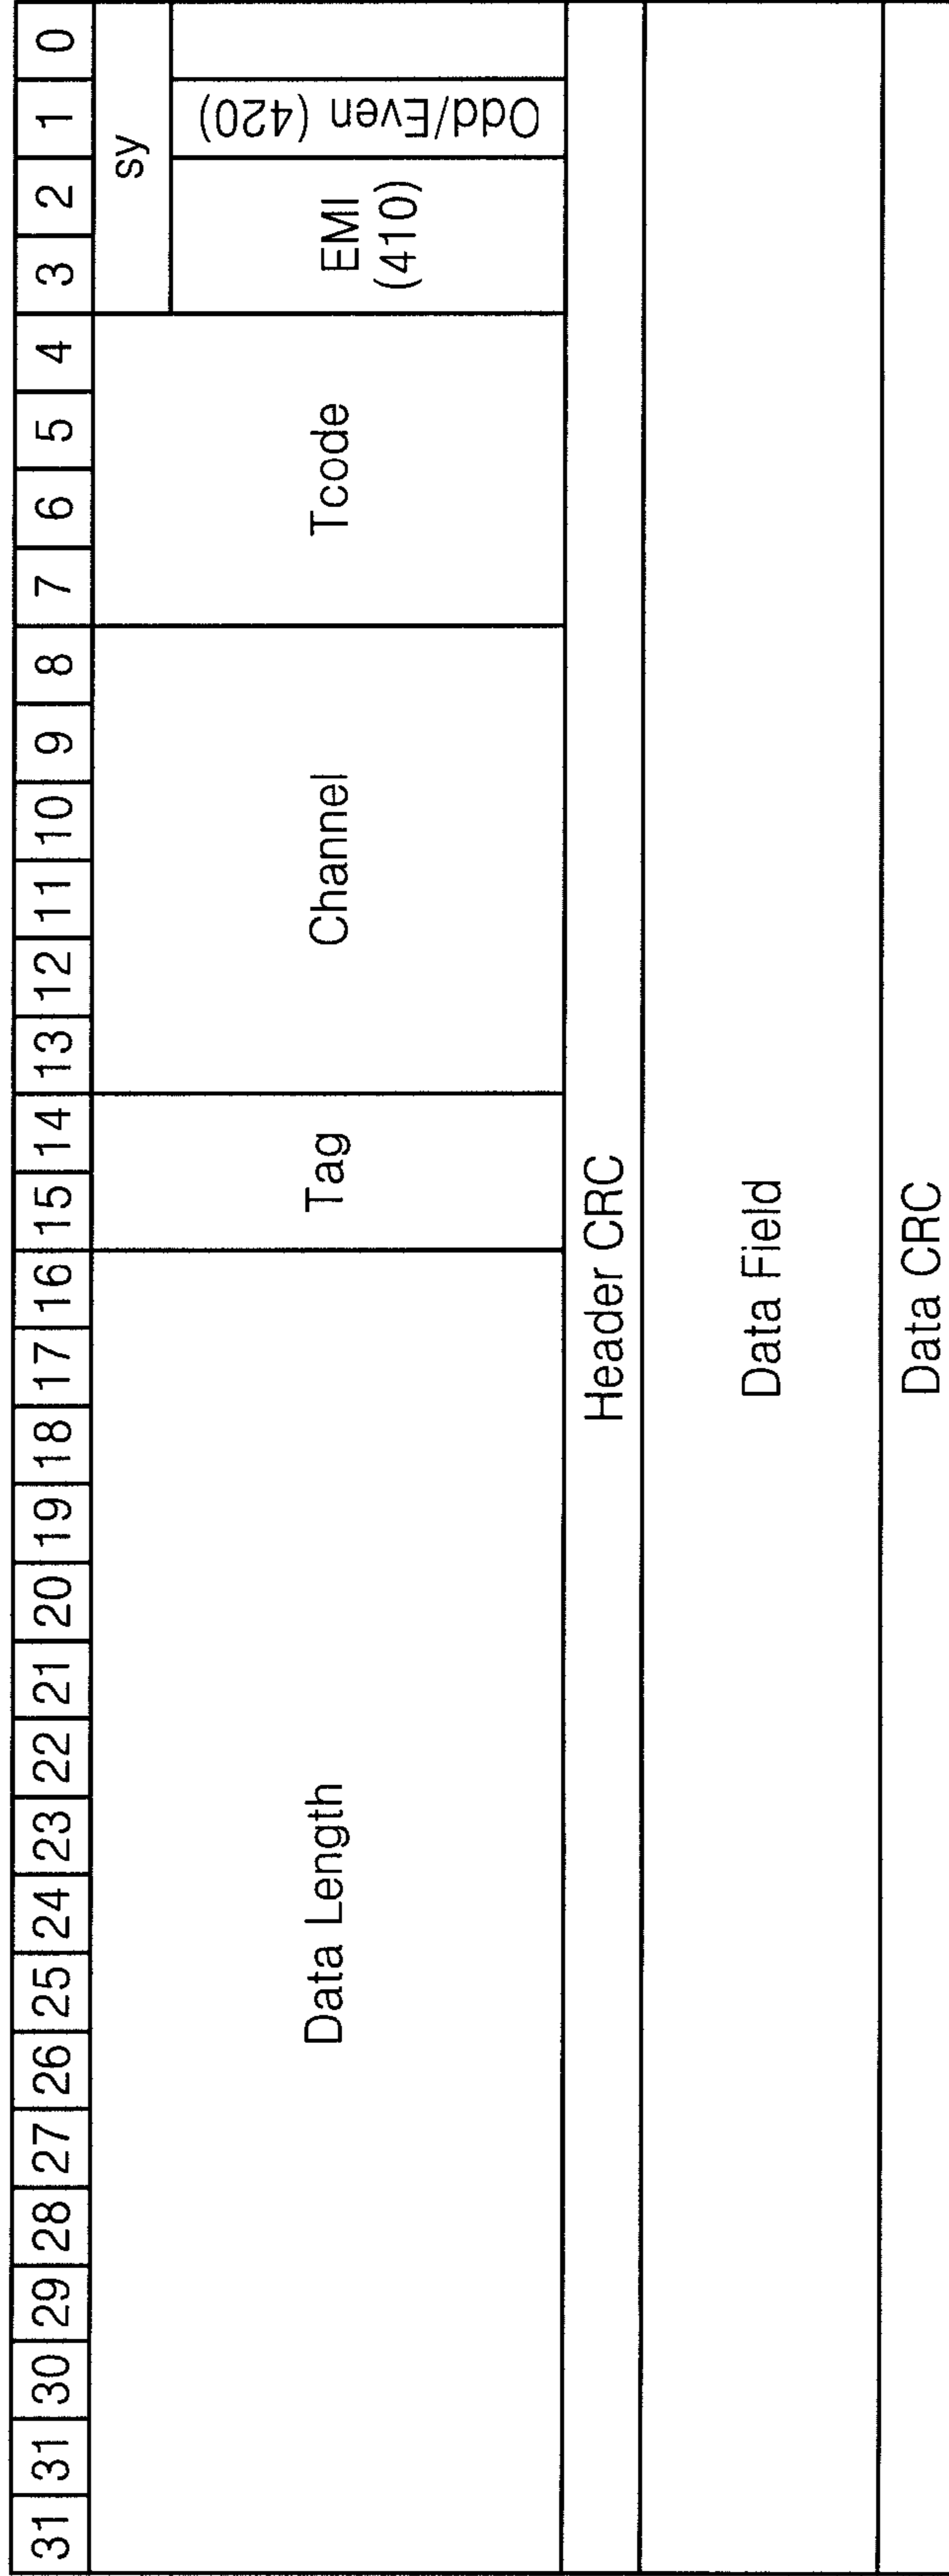 31 31 30 29 28 27 26 25 24 23 22 21 20 19 18 17 16 15 14 13 12 11 10 9 8 7 6 5 4 3 2 1 0
Data Length
Tag
Channel
Tcode
sy
EMI
(410)
Odd/Even (420)
Header CRC
Data Field
Data CRC